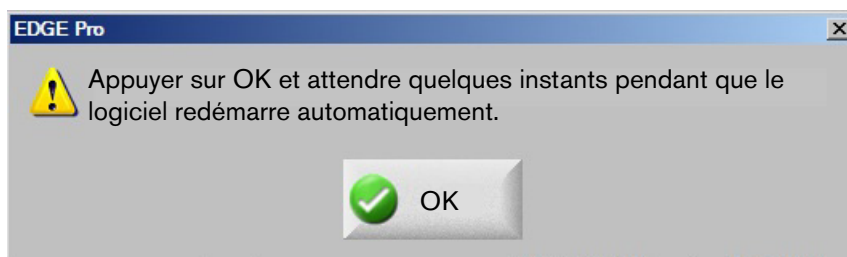 EDGE Pro
Appuyer sur OK et attendre quelques instants pendant que le
logiciel redémarre automatiquement.
OK